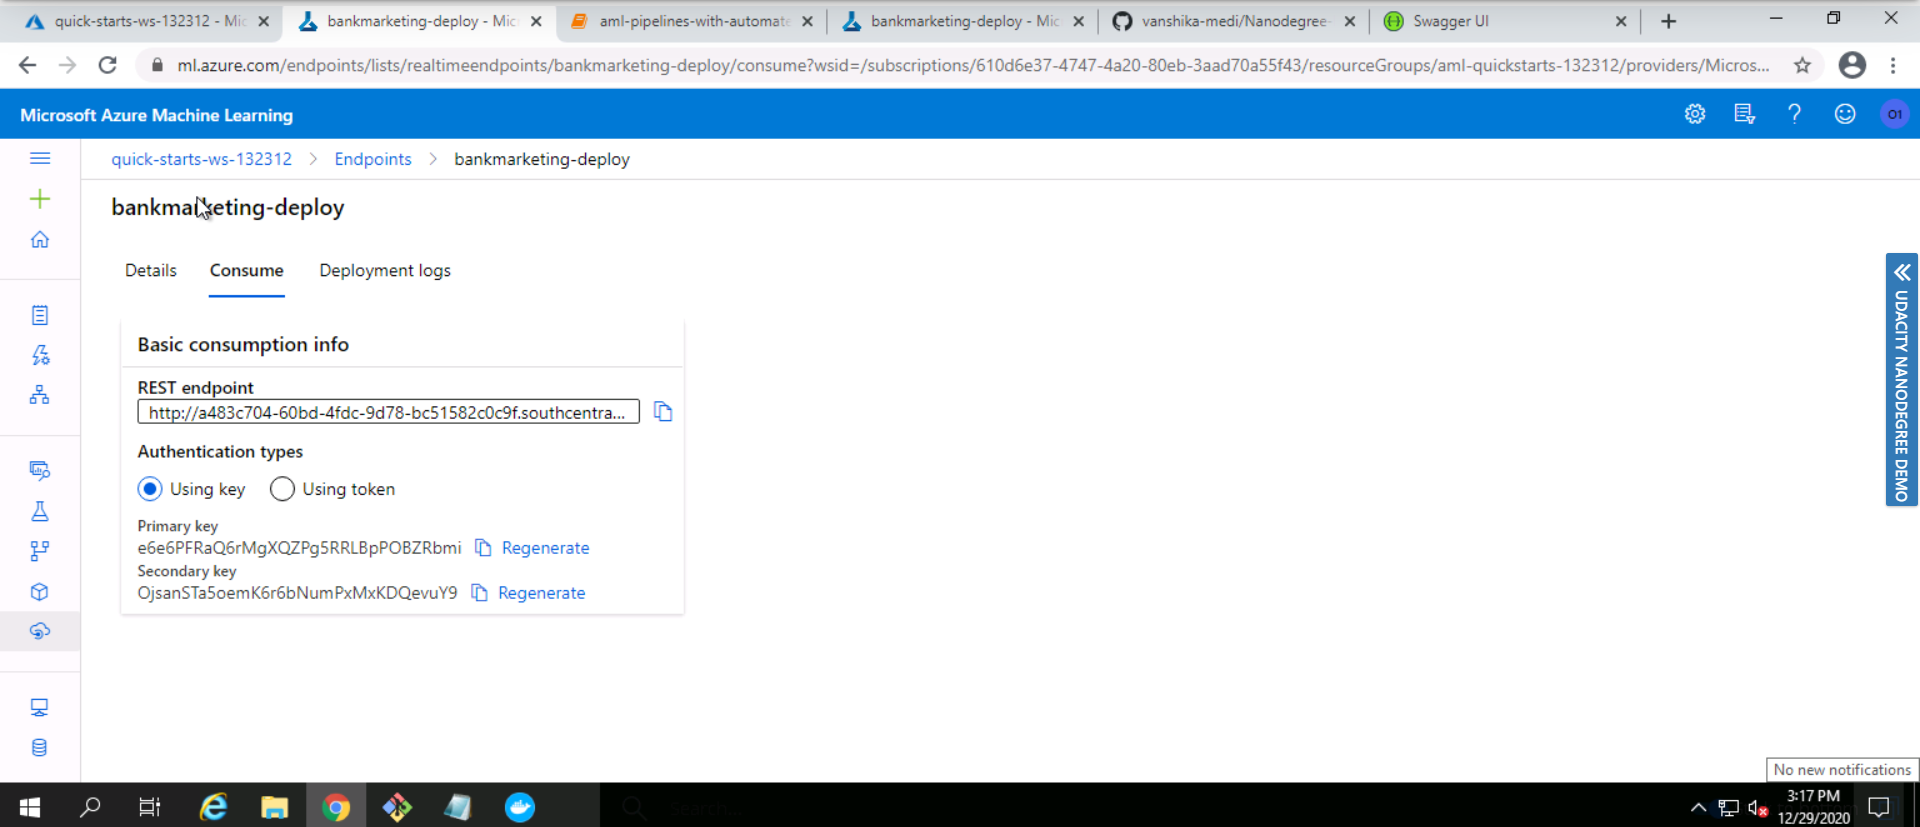 quick-starts-ws-132312 - Mic
bankmarketing-deploy - Mic
aml-pipelines-with-automate
bankmarketing-deploy - Mic
vanshika-medi/Nanodegree-
Swagger UI
ml.azure.com/endpoints/lists/realtimeendpoints/bankmarketing-deploy/consume?wsid=/subscriptions/610d6e37-4747-4a20-80eb-3aad70a55f43/resourceGroups/aml-quickstarts-132312/providers/Micros...
Microsoft Azure Machine Learning
O1
quick-starts-ws-132312 > Endpoints > bankmarketing-deploy
bankmarketing-deploy
Details Consume Deployment logs
Basic consumption info
REST endpoint
http://a483c704-60bd-4fdc-9d78-bc51582c0c9f.southcentra...
Authentication types
Using key Using token
Primary key
e6e6PFRaQ6rMgXQZPg5RRLBpPOBZRbmi Regenerate
Secondary key
OjsanSTa5oemK6r6bNumPxMxKDQevuY9 Regenerate
UDACITY NANODEGREE DEMO
No new notifications
Search...
3:17 PM
12/29/2020